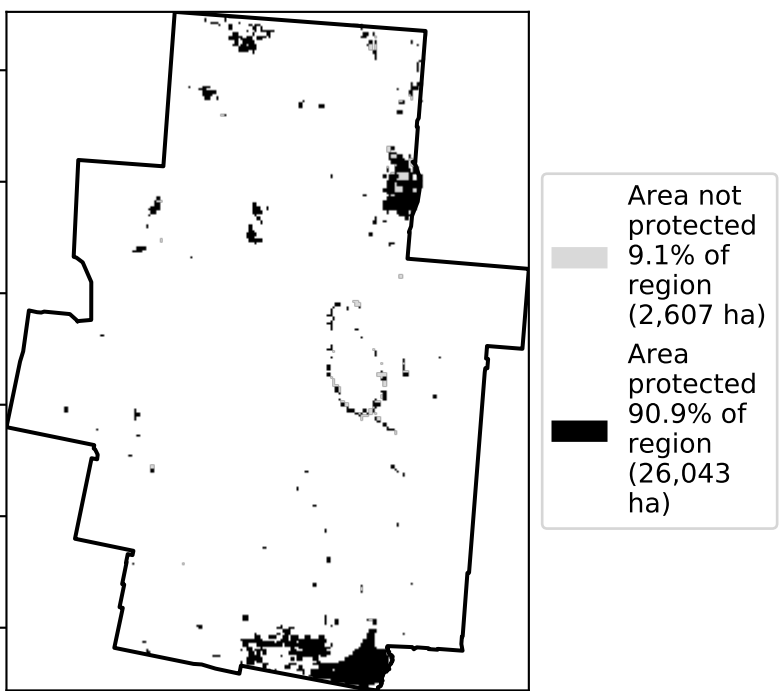 Area not
protected
9.1% of
region
(2,607 ha)
Area
protected
90.9% of
region
(26,043
ha)